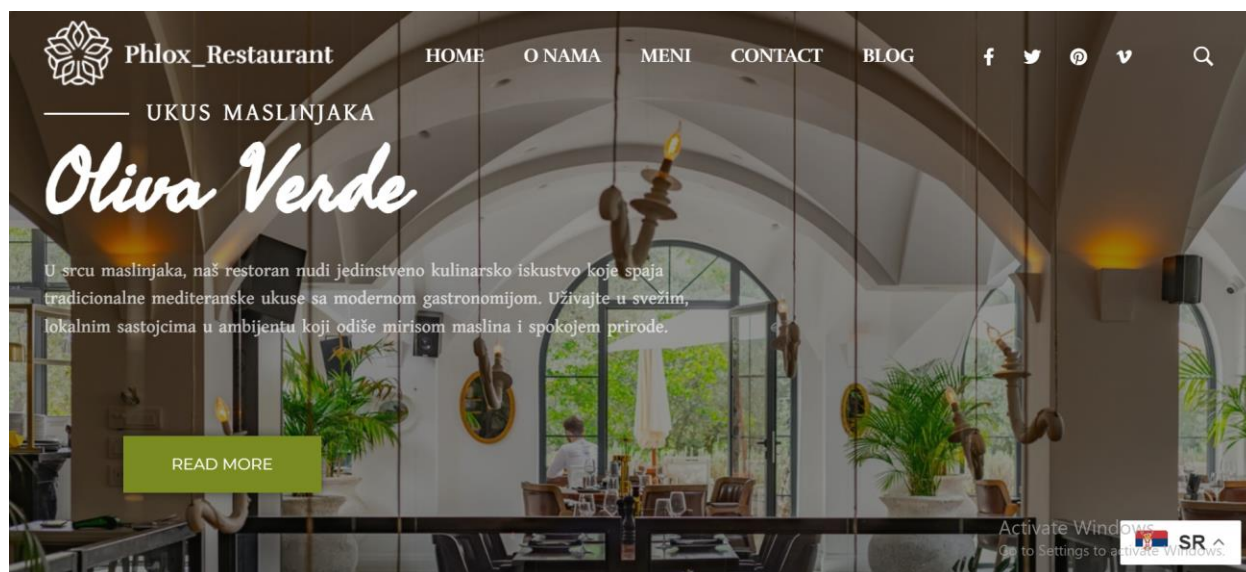 Phlox_Restaurant
HOME O NAMA MENI CONTACT BLOG
UKUS MASLINJAKA
Oliva Verde
U srcu maslinjaka, naš restoran nudi jedinstveno kulinarsko iskustvo koje spaja
tradicionalne mediteranske ukuse sa modernom gastronomijom. Uživajte u svežim,
lokalnim sastojcima u ambijentu koji odiše mirisom maslina i spokojem prirode.
READ MORE
Activate Windows
Go to Settings to activate Windows.
SR